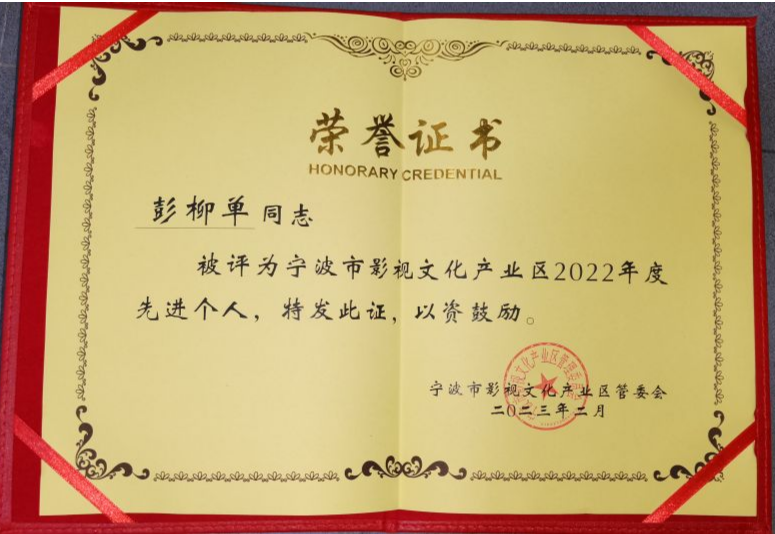 荣誉证书
HONORARY CREDENTIAL
彭柳单同志
被评为宁波市影视文化产业区2022年度
先进个人，特发此证，以资鼓励。
宁波市影视文化产业区管委会
二〇二三年二月